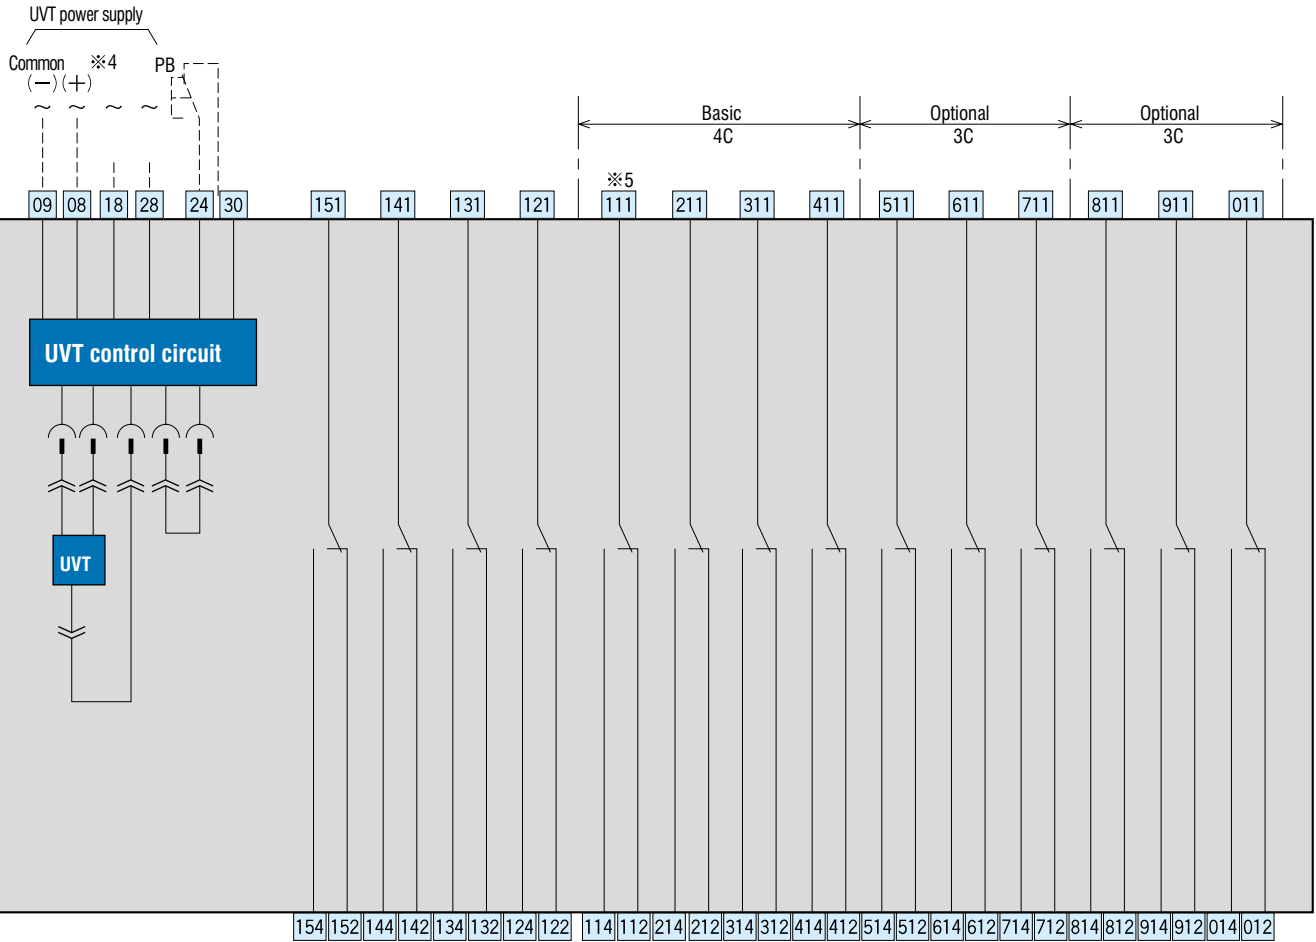 UVT power supply
Common ※4 PB
(−) (+)
~ ~ ~ ~
Basic Optional Optional
4C 3C 3C
※5
09 08 18 28 24 30 151 141 131 121 111 211 311 411 511 611 711 811 911 011
UVT control circuit
UVT
154 152 144 142 134 132 124 122 114 112 214 212 314 312 414 412 514 512 614 612 714 712 814 812 914 912 014 012